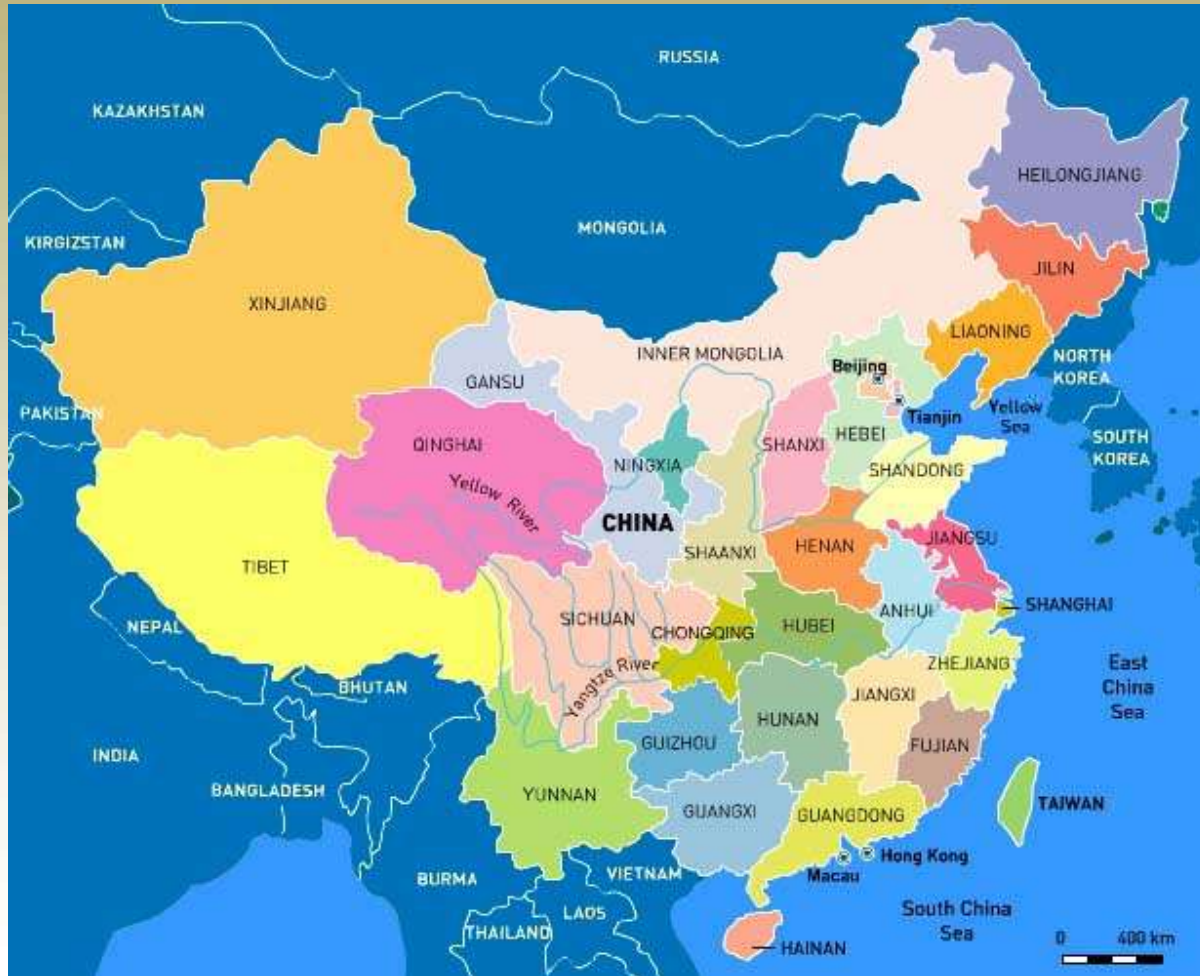 RUSSIA
KAZAKHSTAN
HEILONGJIANG
MONGOLIA
KIRGIZSTAN
JILIN
XINJIANG
LIAONING
INNER MONGOLIA
NORTH
KOREA
Beijing
GANSU
Yellow
Sea
Tianjin
PAKISTAN
QINGHAI
SHANXI
HEBEI
SOUTH
KOREA
NINGXIA
SHANDONG
Yellow River
CHINA
JIANGSU
HENAN
SHAANXI
TIBET
SHANGHAI
ANHUI
SICHUAN
HUBEI
NEPAL
CHONGQING
ZHEJIANG
East
China
Sea
Yangtze River
BHUTAN
JIANGXI
HUNAN
GUIZHOU
FUJIAN
INDIA
BANGLADESH
YUNNAN
TAIWAN
GUANGXI
GUANGDONG
Hong Kong
Macau
BURMA
VIETNAM
LAOS
South China
Sea
THAILAND
HAINAN
0 400 km